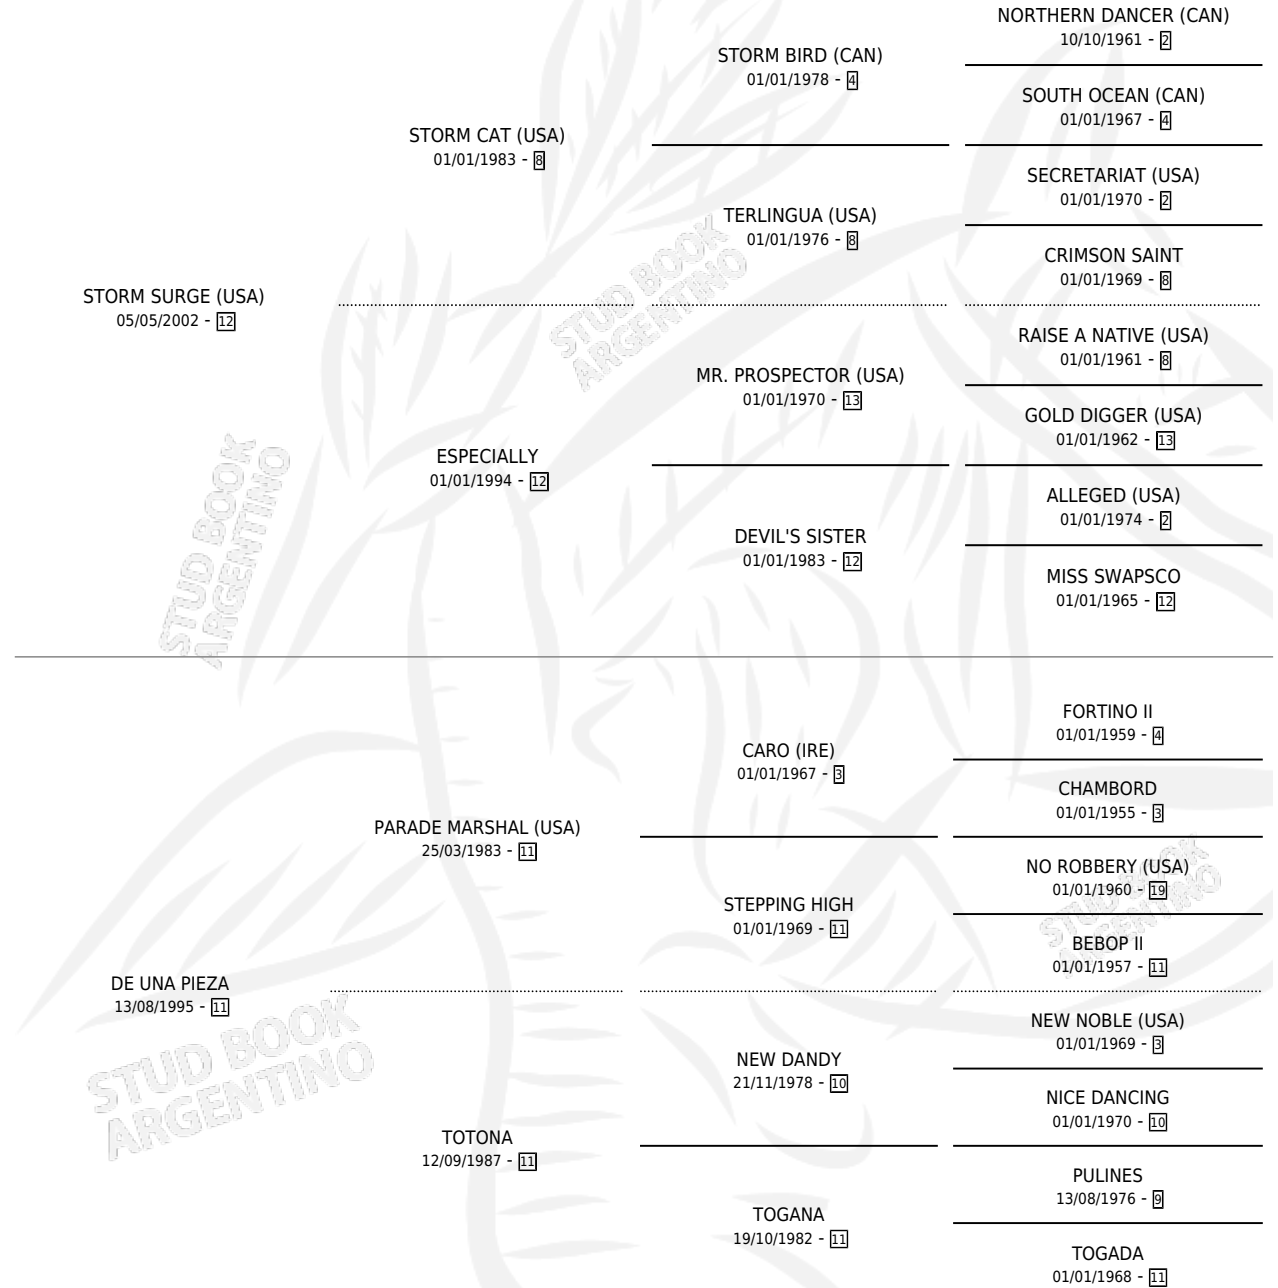 NORTHERN DANCER (CAN)
10/10/1961 - 2
STORM BIRD (CAN)
01/01/1978 - 4
SOUTH OCEAN (CAN)
01/01/1967 - 4
STORM CAT (USA)
01/01/1983 - 8
SECRETARIAT (USA)
01/01/1970 - 2
TERLINGUA (USA)
01/01/1976 - 8
CRIMSON SAINT
01/01/1969 - 8
STORM SURGE (USA)
05/05/2002 - 12
STUD BOOK
ARGENTINO
RAISE A NATIVE (USA)
01/01/1961 - 8
MR. PROSPECTOR (USA)
01/01/1970 - 13
GOLD DIGGER (USA)
01/01/1962 - 13
ESPECIALLY
01/01/1994 - 12
ALLEGED (USA)
01/01/1974 - 2
DEVIL'S SISTER
01/01/1983 - 12
MISS SWAPSCO
01/01/1965 - 12
STUD BOOK
ARGENTINO
FORTINO II
01/01/1959 - 4
CARO (IRE)
01/01/1967 - 3
CHAMBORD
01/01/1955 - 3
PARADE MARSHAL (USA)
25/03/1983 - 11
NO ROBBERY (USA)
01/01/1960 - 19
STEPPING HIGH
01/01/1969 - 11
BEBOP II
01/01/1957 - 11
STUD BOOK
ARGENTINO
DE UNA PIEZA
13/08/1995 - 11
NEW NOBLE (USA)
01/01/1969 - 3
NEW DANDY
21/11/1978 - 10
NICE DANCING
01/01/1970 - 10
STUD BOOK
ARGENTINO
TOTONA
12/09/1987 - 11
PULINES
13/08/1976 - 9
TOGANA
19/10/1982 - 11
TOGADA
01/01/1968 - 11